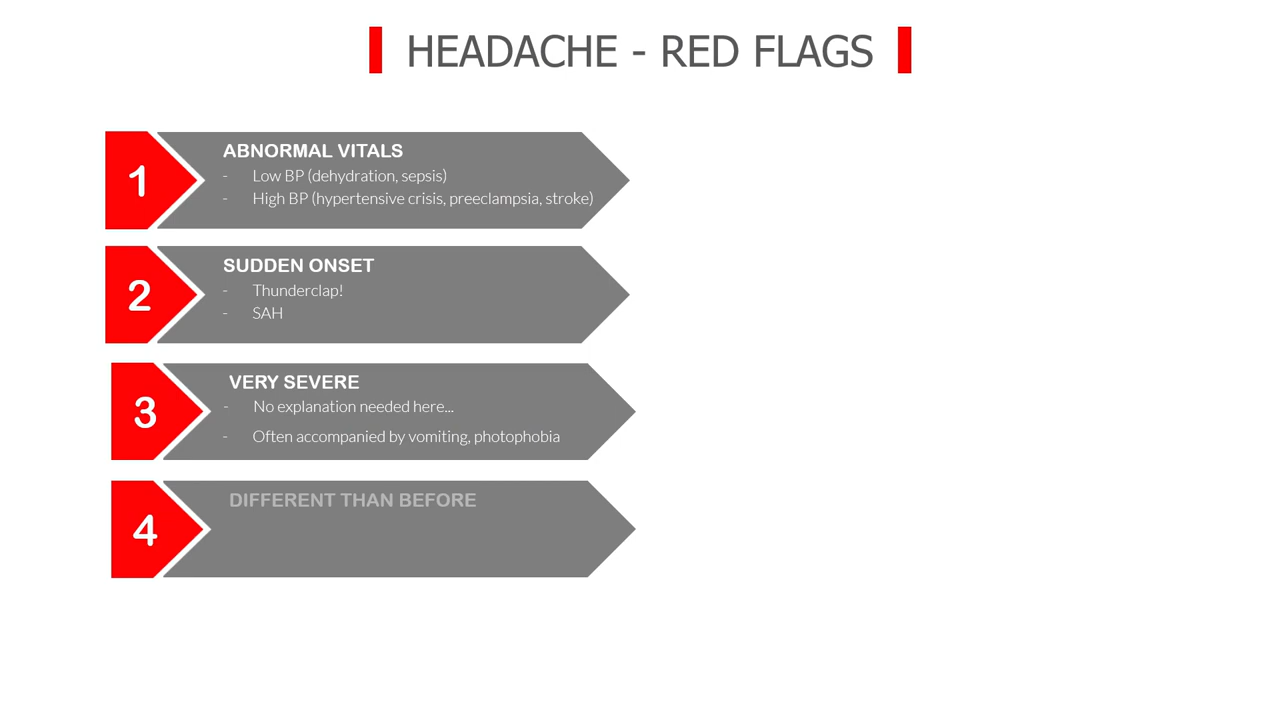 HEADACHE - RED FLAGS
1
ABNORMAL VITALS
- Low BP (dehydration, sepsis)
- High BP (hypertensive crisis, preeclampsia, stroke)
2
SUDDEN ONSET
- Thunderclap!
- SAH
3
VERY SEVERE
- No explanation needed here...
- Often accompanied by vomiting, photophobia
4
DIFFERENT THAN BEFORE